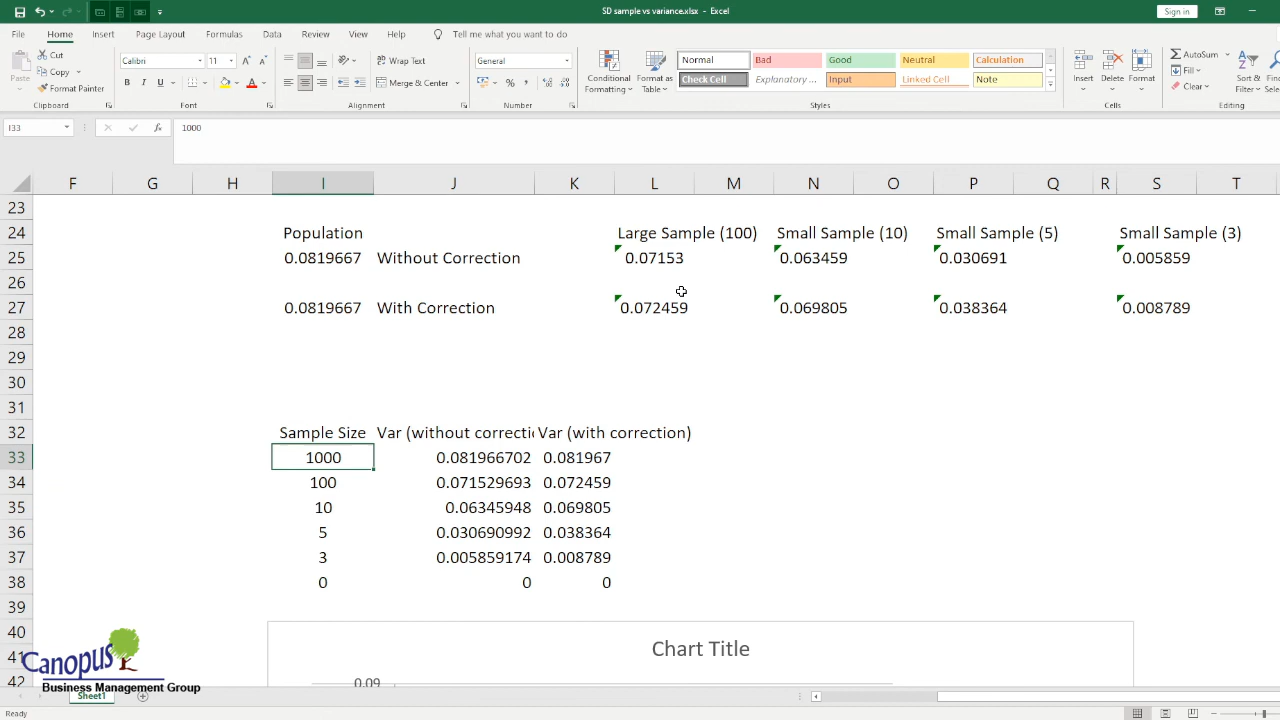 SD sample vs variance.xlsx - Excel
Sign in
File Home Insert Page Layout Formulas Data Review View Help Tell me what you want to do
Paste Cut Copy Format Painter Clipboard
Calibri 11 A A B I U A Font
Wrap Text Merge & Center Alignment
General % , Number
Conditional Formatting Format as Table
Normal Bad Good Neutral Calculation
Check Cell Explanatory ... Input Linked Cell Note
Styles
Insert Delete Format Cells
AutoSum Fill Clear Sort & Filter Editing
I33 fx 1000
F G H I J K L M N O P Q R S T
23
24 Population Large Sample (100) Small Sample (10) Small Sample (5) Small Sample (3)
25 0.0819667 Without Correction 0.07153 0.063459 0.030691 0.005859
26
27 0.0819667 With Correction 0.072459 0.069805 0.038364 0.008789
28
29
30
31
32 Sample Size Var (without correcti Var (with correction)
33 1000 0.081966702 0.081967
34 100 0.071529693 0.072459
35 10 0.06345948 0.069805
36 5 0.030690992 0.038364
37 3 0.005859174 0.008789
38 0 0 0
39
40
41 Chart Title
42 0.09
Canopus
Business Management Group
Sheet1
Ready